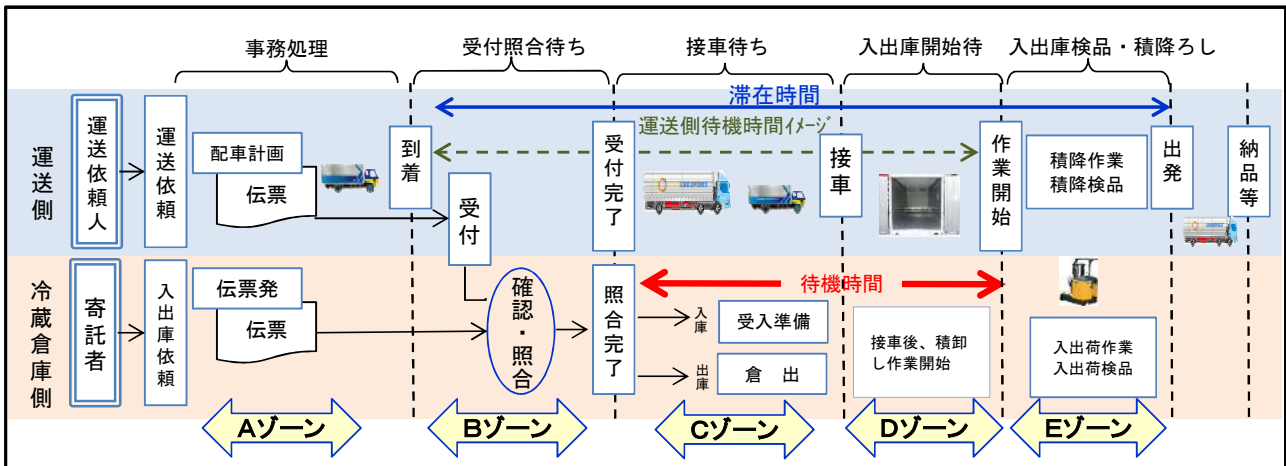 事務処理
受付照合待ち
接車待ち
入出庫開始待
入出庫検品・積降ろし
滞在時間
運送側待機時間ｲﾒｰｼﾞ
運送側
運送依頼人
運送依頼
配車計画
伝票
到着
受付
受付完了
接車
作業開始
積降作業
積降検品
出発
納品等
冷蔵倉庫側
寄託者
入出庫依頼
伝票発
伝票
確認・照合
照合完了
待機時間
入庫
受入準備
出庫
倉 出
接車後、積卸
し作業開始
入出荷作業
入出荷検品
Aゾーン
Bゾーン
Cゾーン
Dゾーン
Eゾーン